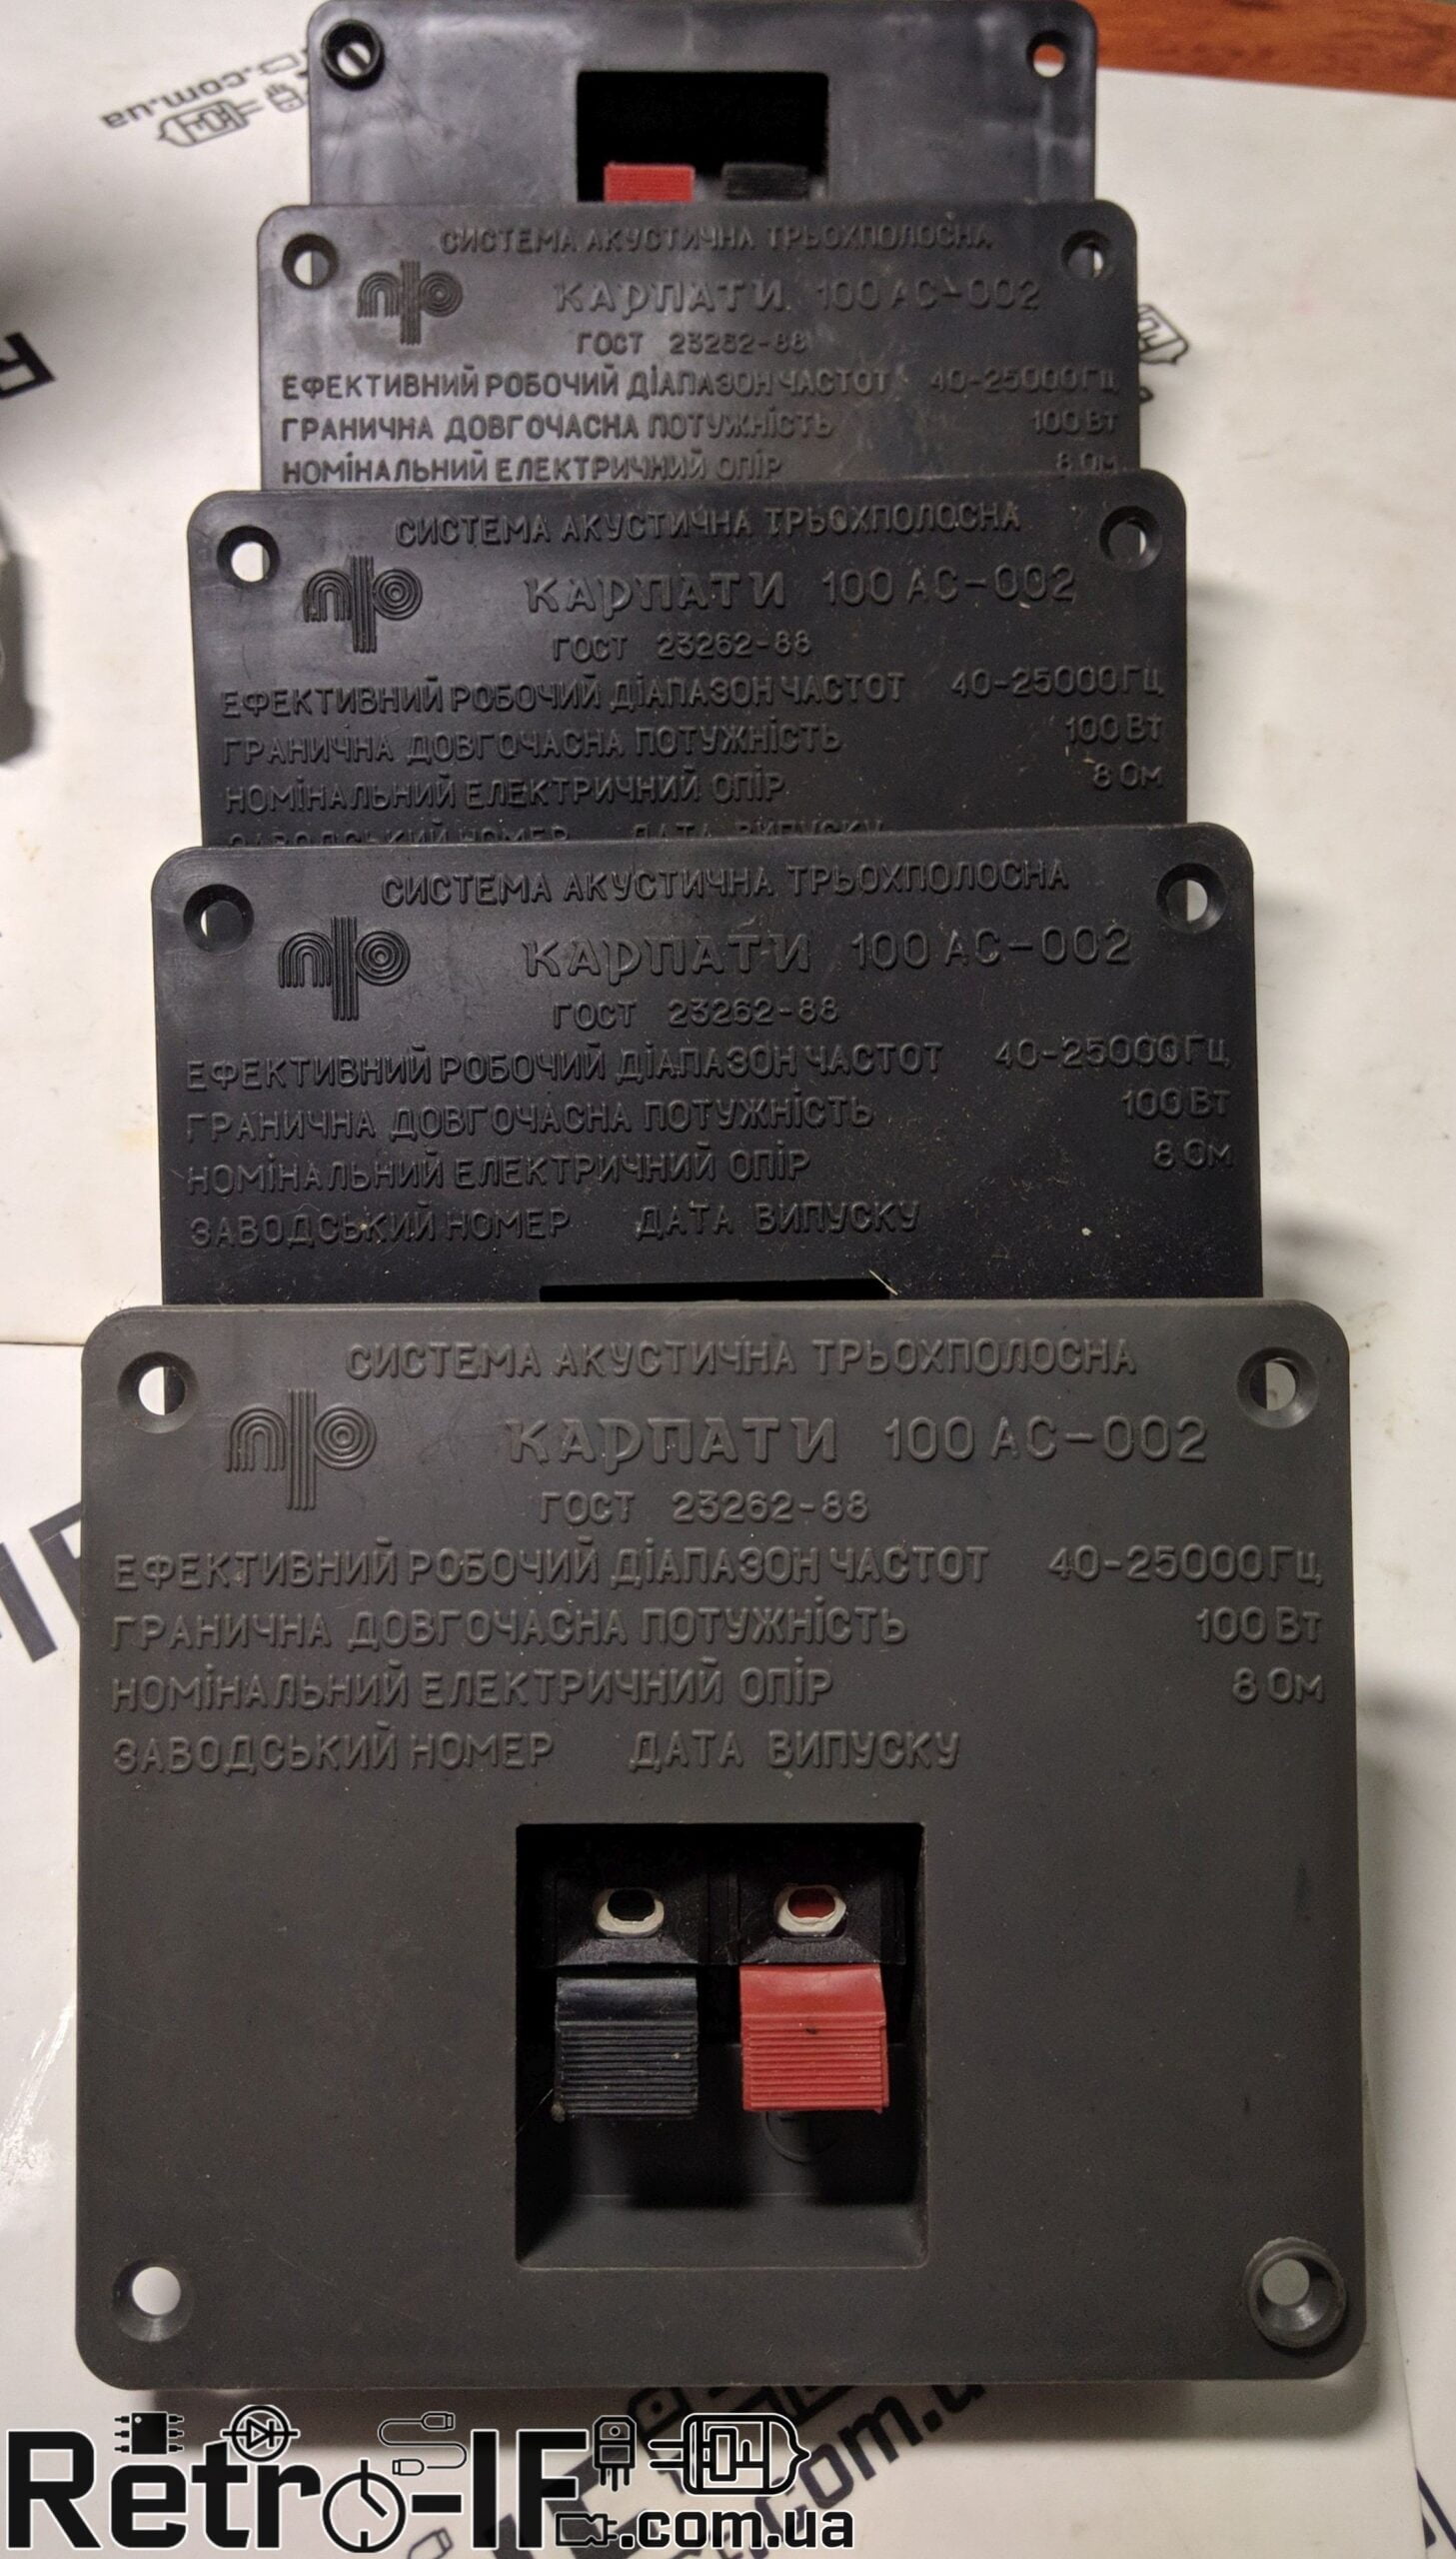 .com.ua
СИСТЕМА АКУСТИЧНА ТРЬОХПОЛОСНА
КАРПАТИ 100 АС-002
ГОСТ 23262-88
ЕФЕКТИВНИЙ РОБОЧИЙ ДІАПАЗОН ЧАСТОТ 40-25000 ГЦ
ГРАНИЧНА ДОВГОЧАСНА ПОТУЖНІСТЬ 100 ВТ
НОМІНАЛЬНИЙ ЕЛЕКТРИЧНИЙ ОПІР 8 ОМ
СИСТЕМА АКУСТИЧНА ТРЬОХПОЛОСНА
КАРПАТИ 100 АС-002
ГОСТ 23262-88
ЕФЕКТИВНИЙ РОБОЧИЙ ДІАПАЗОН ЧАСТОТ 40-25000 ГЦ
ГРАНИЧНА ДОВГОЧАСНА ПОТУЖНІСТЬ 100 ВТ
НОМІНАЛЬНИЙ ЕЛЕКТРИЧНИЙ ОПІР 8 ОМ
ЗАВОДСЬКИЙ НОМЕР ДАТА ВИПУСКУ
СИСТЕМА АКУСТИЧНА ТРЬОХПОЛОСНА
КАРПАТИ 100 АС-002
ГОСТ 23262-88
ЕФЕКТИВНИЙ РОБОЧИЙ ДІАПАЗОН ЧАСТОТ 40-25000 ГЦ
ГРАНИЧНА ДОВГОЧАСНА ПОТУЖНІСТЬ 100 ВТ
НОМІНАЛЬНИЙ ЕЛЕКТРИЧНИЙ ОПІР 8 ОМ
ЗАВОДСЬКИЙ НОМЕР ДАТА ВИПУСКУ
СИСТЕМА АКУСТИЧНА ТРЬОХПОЛОСНА
КАРПАТИ 100 АС-002
ГОСТ 23262-88
ЕФЕКТИВНИЙ РОБОЧИЙ ДІАПАЗОН ЧАСТОТ 40-25000 ГЦ
ГРАНИЧНА ДОВГОЧАСНА ПОТУЖНІСТЬ 100 ВТ
НОМІНАЛЬНИЙ ЕЛЕКТРИЧНИЙ ОПІР 8 ОМ
ЗАВОДСЬКИЙ НОМЕР ДАТА ВИПУСКУ
Retro-IF
.com.ua